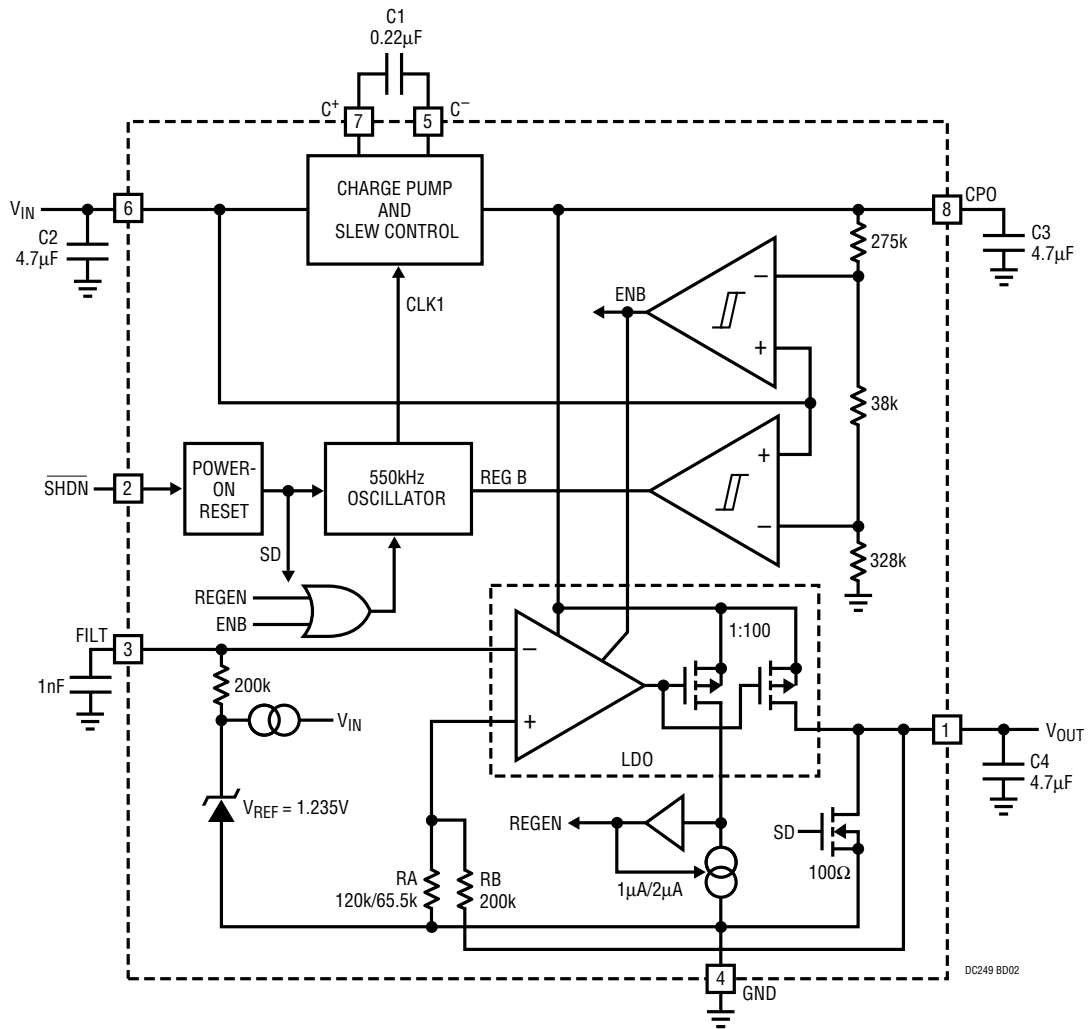 C1
0.22µF
C+
7
5
C−
CHARGE PUMP
AND
SLEW CONTROL
VIN
6
C2
4.7µF
8
CPO
C3
4.7µF
275k
−
ENB
+
CLK1
38k
SHDN
2
POWER-
ON
RESET
550kHz
OSCILLATOR
REG B
+
−
SD
328k
REGEN
ENB
FILT
3
1nF
200k
VIN
−
+
1:100
LDO
VREF = 1.235V
1
VOUT
C4
4.7µF
REGEN
SD
100Ω
RA
120k/65.5k
RB
200k
1µA/2µA
4
GND
DC249 BD02